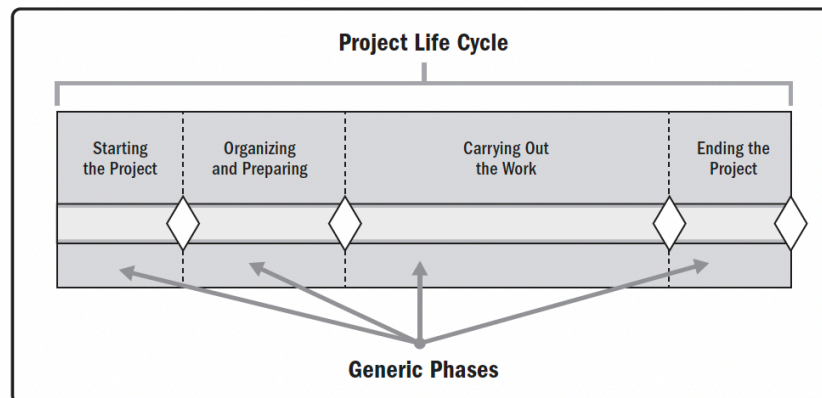 Project Life Cycle
Starting
the Project
Organizing
and Preparing
Carrying Out
the Work
Ending the
Project
Generic Phases